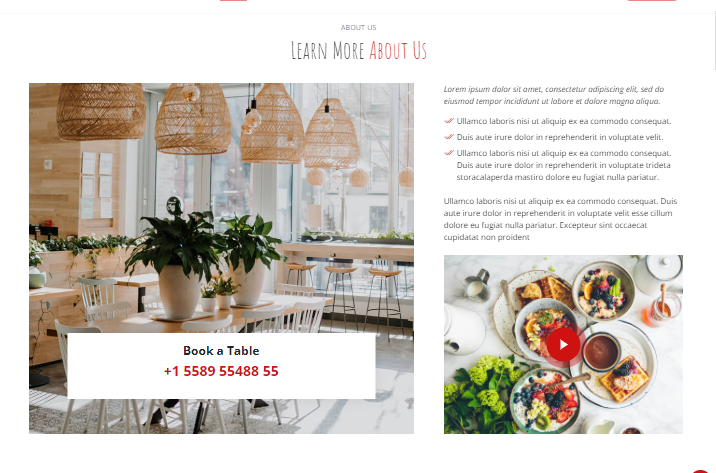 ABOUT US
Learn More About Us
Lorem ipsum dolor sit amet, consectetur adipiscing elit, sed do
eiusmod tempor incididunt ut labore et dolore magna aliqua.
Ullamco laboris nisi ut aliquip ex ea commodo consequat.
Duis aute irure dolor in reprehenderit in voluptate velit.
Ullamco laboris nisi ut aliquip ex ea commodo consequat.
Duis aute irure dolor in reprehenderit in voluptate trideta
storacalaperda mastiro dolore eu fugiat nulla pariatur.
Ullamco laboris nisi ut aliquip ex ea commodo consequat. Duis
aute irure dolor in reprehenderit in voluptate velit esse cillum
dolore eu fugiat nulla pariatur. Excepteur sint occaecat
cupidatat non proident
Book a Table
+1 5589 55488 55